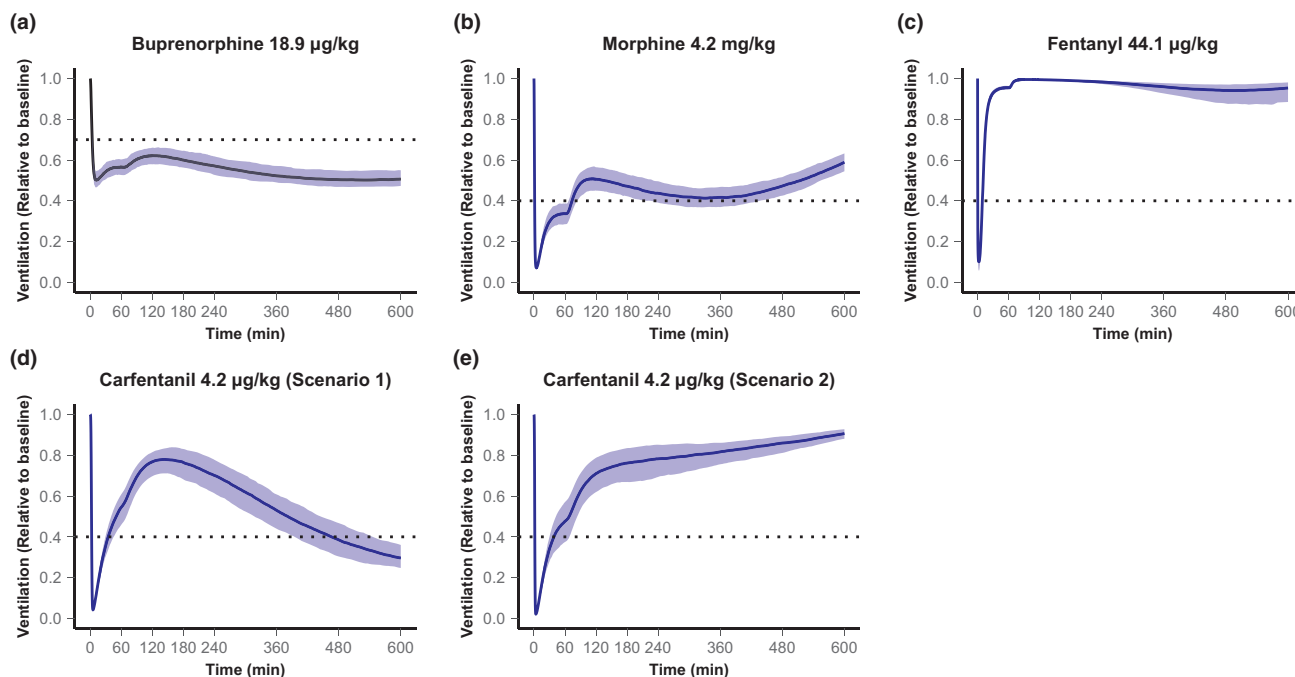 (a)
Buprenorphine 18.9 µg/kg
Ventilation (Relative to baseline)
1.0
0.8
0.6
0.4
0.2
0.0
0 60 120 180 240 360 480 600
Time (min)
(b)
Morphine 4.2 mg/kg
Ventilation (Relative to baseline)
1.0
0.8
0.6
0.4
0.2
0.0
0 60 120 180 240 360 480 600
Time (min)
(c)
Fentanyl 44.1 µg/kg
Ventilation (Relative to baseline)
1.0
0.8
0.6
0.4
0.2
0.0
0 60 120 180 240 360 480 600
Time (min)
(d)
Carfentanil 4.2 µg/kg (Scenario 1)
Ventilation (Relative to baseline)
1.0
0.8
0.6
0.4
0.2
0.0
0 60 120 180 240 360 480 600
Time (min)
(e)
Carfentanil 4.2 µg/kg (Scenario 2)
Ventilation (Relative to baseline)
1.0
0.8
0.6
0.4
0.2
0.0
0 60 120 180 240 360 480 600
Time (min)